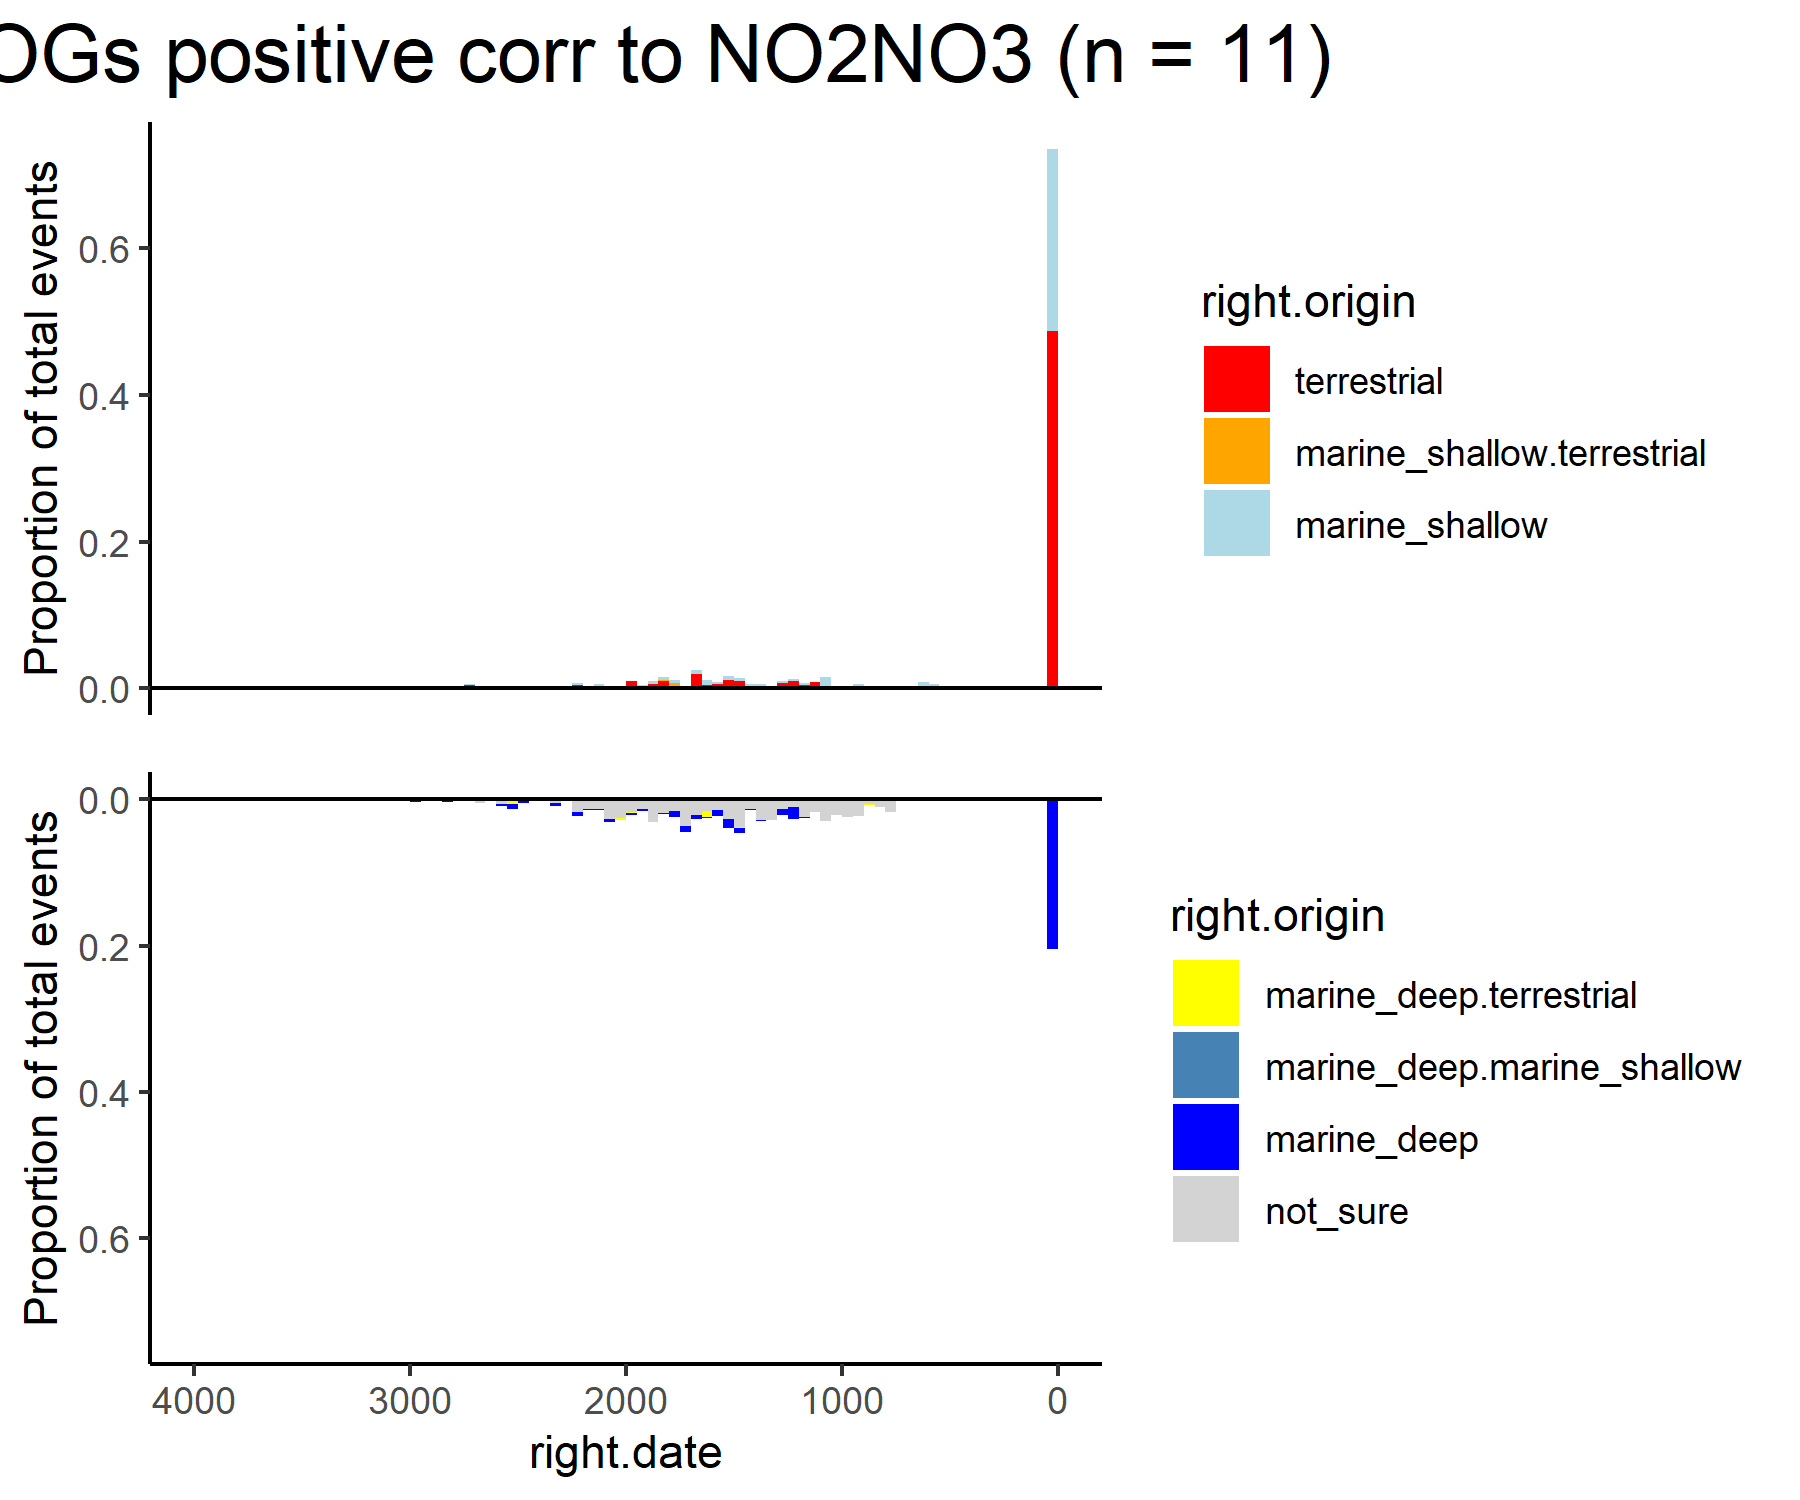 OGs positive corr to NO2NO3 (n = 11)
Proportion of total events
0.6
0.4
0.2
0.0
right.origin
terrestrial
marine_shallow.terrestrial
marine_shallow
Proportion of total events
0.0
0.2
0.4
0.6
right.origin
marine_deep.terrestrial
marine_deep.marine_shallow
marine_deep
not_sure
4000 3000 2000 1000 0
right.date